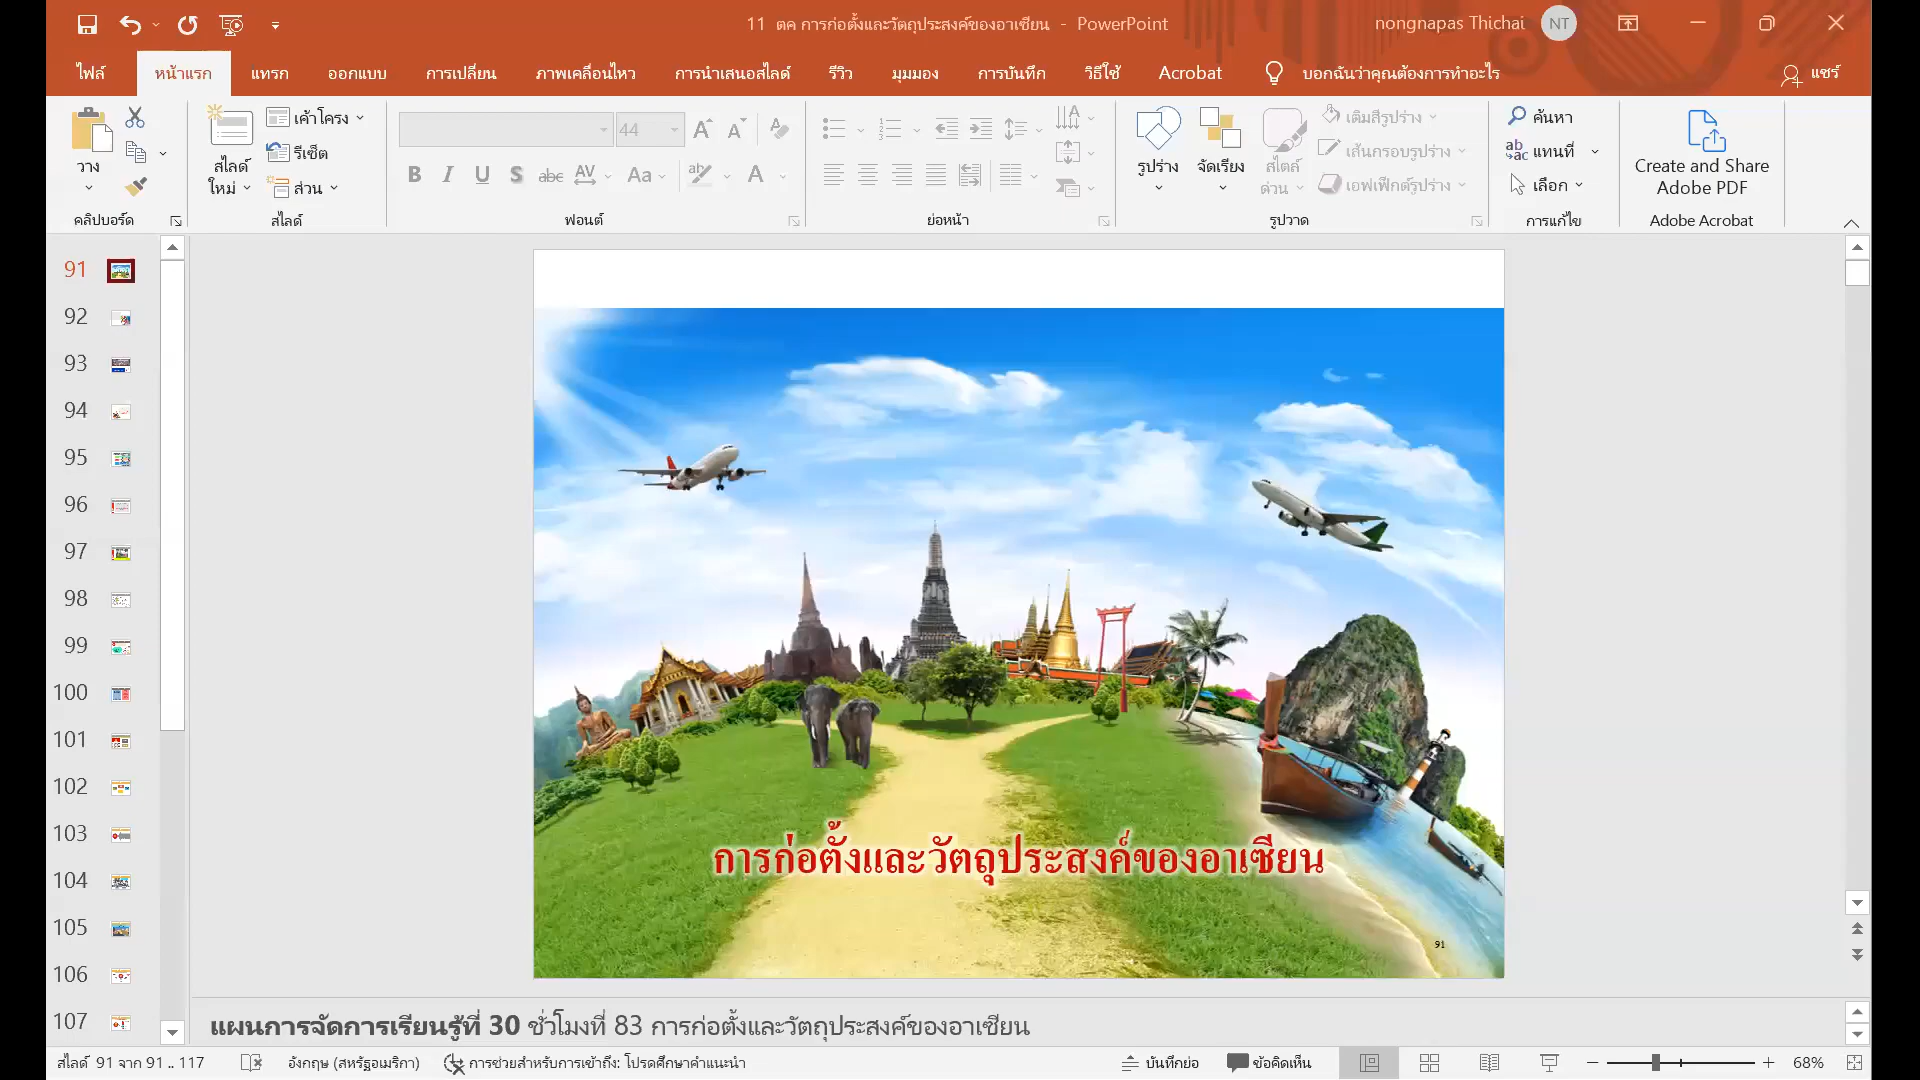 11 ตค การก่อตั้งและวัตถุประสงค์ของอาเซียน - PowerPoint
nongnapas Thichai
NT
ไฟล์ หน้าแรก แทรก ออกแบบ การเปลี่ยน ภาพเคลื่อนไหว การนำเสนอสไลด์ รีวิว มุมมอง การบันทึก วิธีใช้ Acrobat บอกฉันว่าคุณต้องการทำอะไร แชร์
วาง
คลิปบอร์ด
สไลด์
ใหม่
เค้าโครง
รีเซ็ต
ส่วน
สไลด์
44
B I U S abc AV Aa A
ฟอนต์
ย่อหน้า
รูปร่าง
จัดเรียง
สไตล์
ด่วน
เติมสีรูปร่าง
เส้นกรอบรูปร่าง
เอฟเฟ็กต์รูปร่าง
รูปวาด
ค้นหา
แทนที่
เลือก
การแก้ไข
Create and Share
Adobe PDF
Adobe Acrobat
91
92
93
94
95
96
97
98
99
100
101
102
103
104
105
106
107
การก่อตั้งและวัตถุประสงค์ของอาเซียน
91
แผนการจัดการเรียนรู้ที่ 30 ชั่วโมงที่ 83 การก่อตั้งและวัตถุประสงค์ของอาเซียน
สไลด์ 91 จาก 91 .. 117 อังกฤษ (สหรัฐอเมริกา) การช่วยสำหรับการเข้าถึง: โปรดศึกษาคำแนะนำ บันทึกย่อ ข้อคิดเห็น 68%